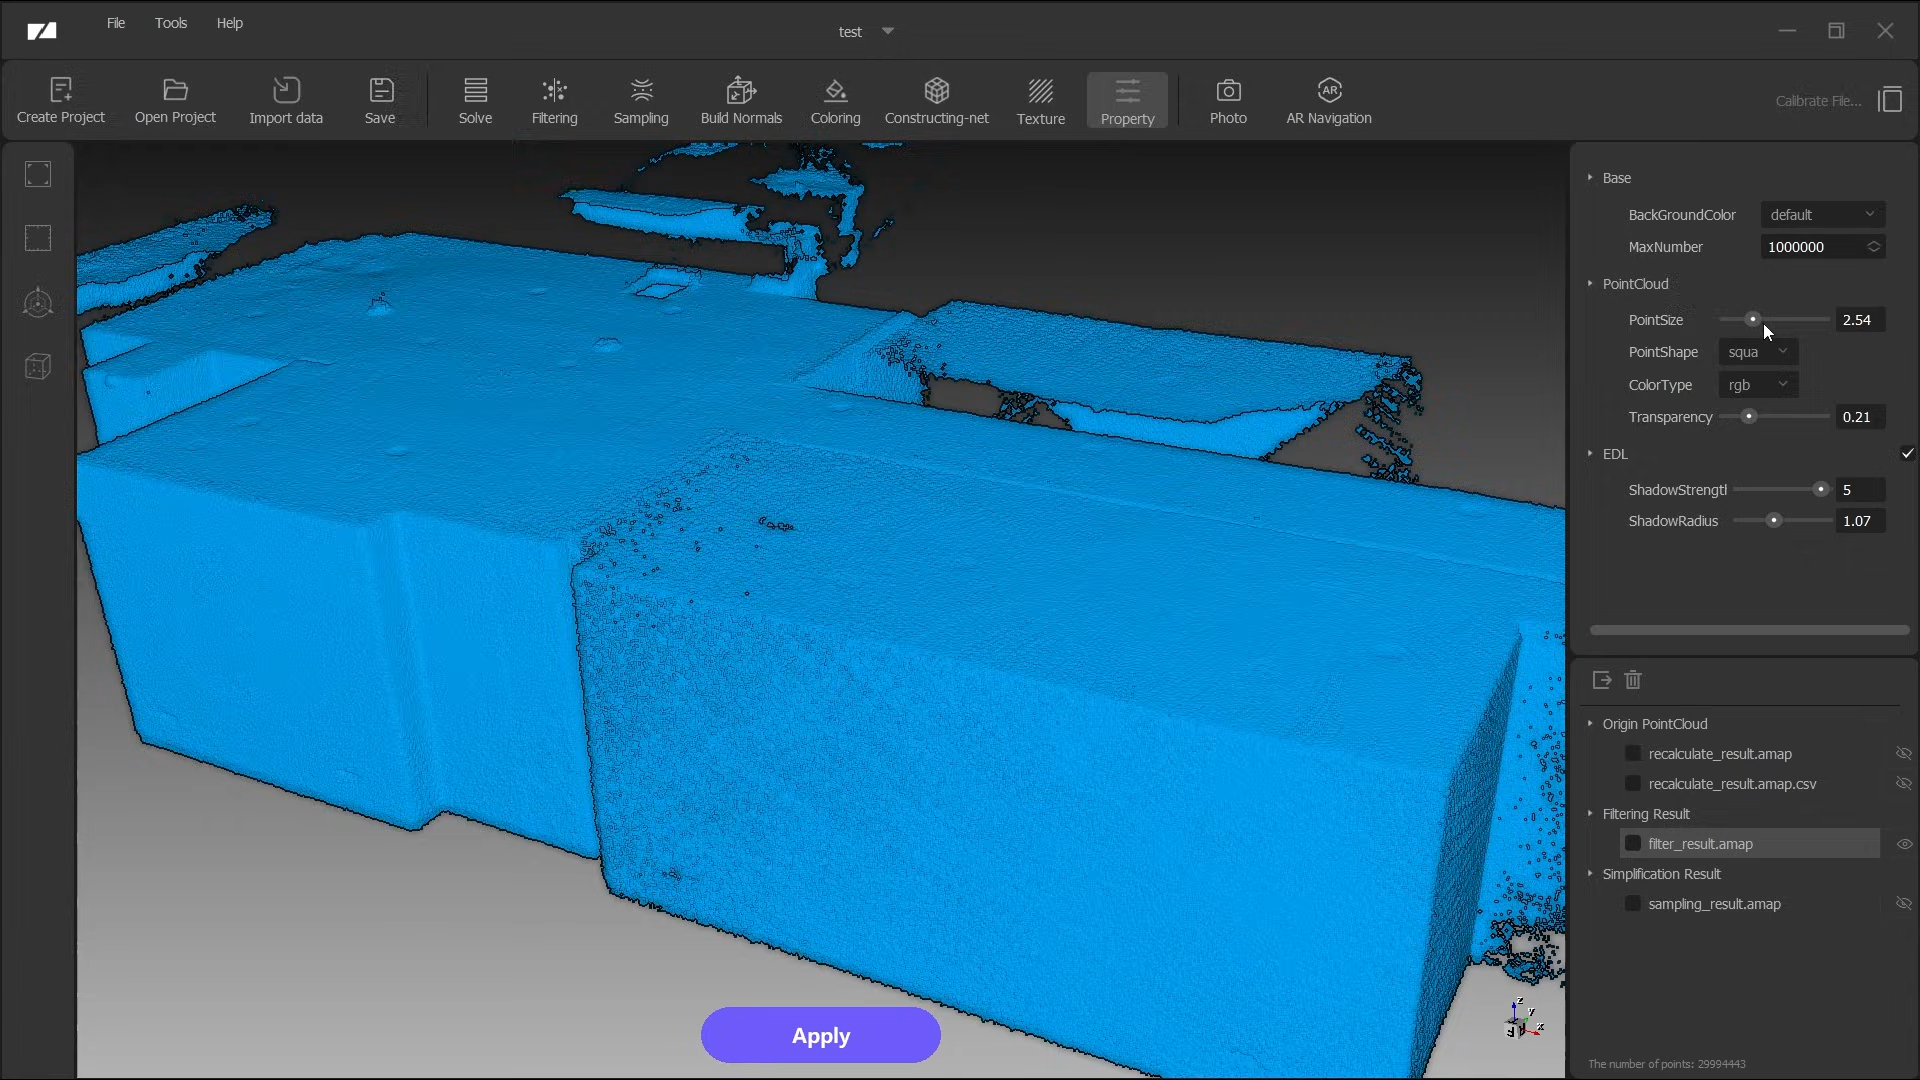 File Tools Help
test
Create Project Open Project Import data Save Solve Filtering Sampling Build Normals Coloring Constructing-net Texture Property Photo AR Navigation
Calibrate File...
Base
BackGroundColor default
MaxNumber 1000000
PointCloud
PointSize 2.54
PointShape squa
ColorType rgb
Transparency 0.21
EDL
ShadowStrengtl 5
ShadowRadius 1.07
Origin PointCloud
recalculate_result.amap
recalculate_result.amap.csv
Filtering Result
filter_result.amap
Simplification Result
sampling_result.amap
z
y
x
Apply
The number of points: 29994443